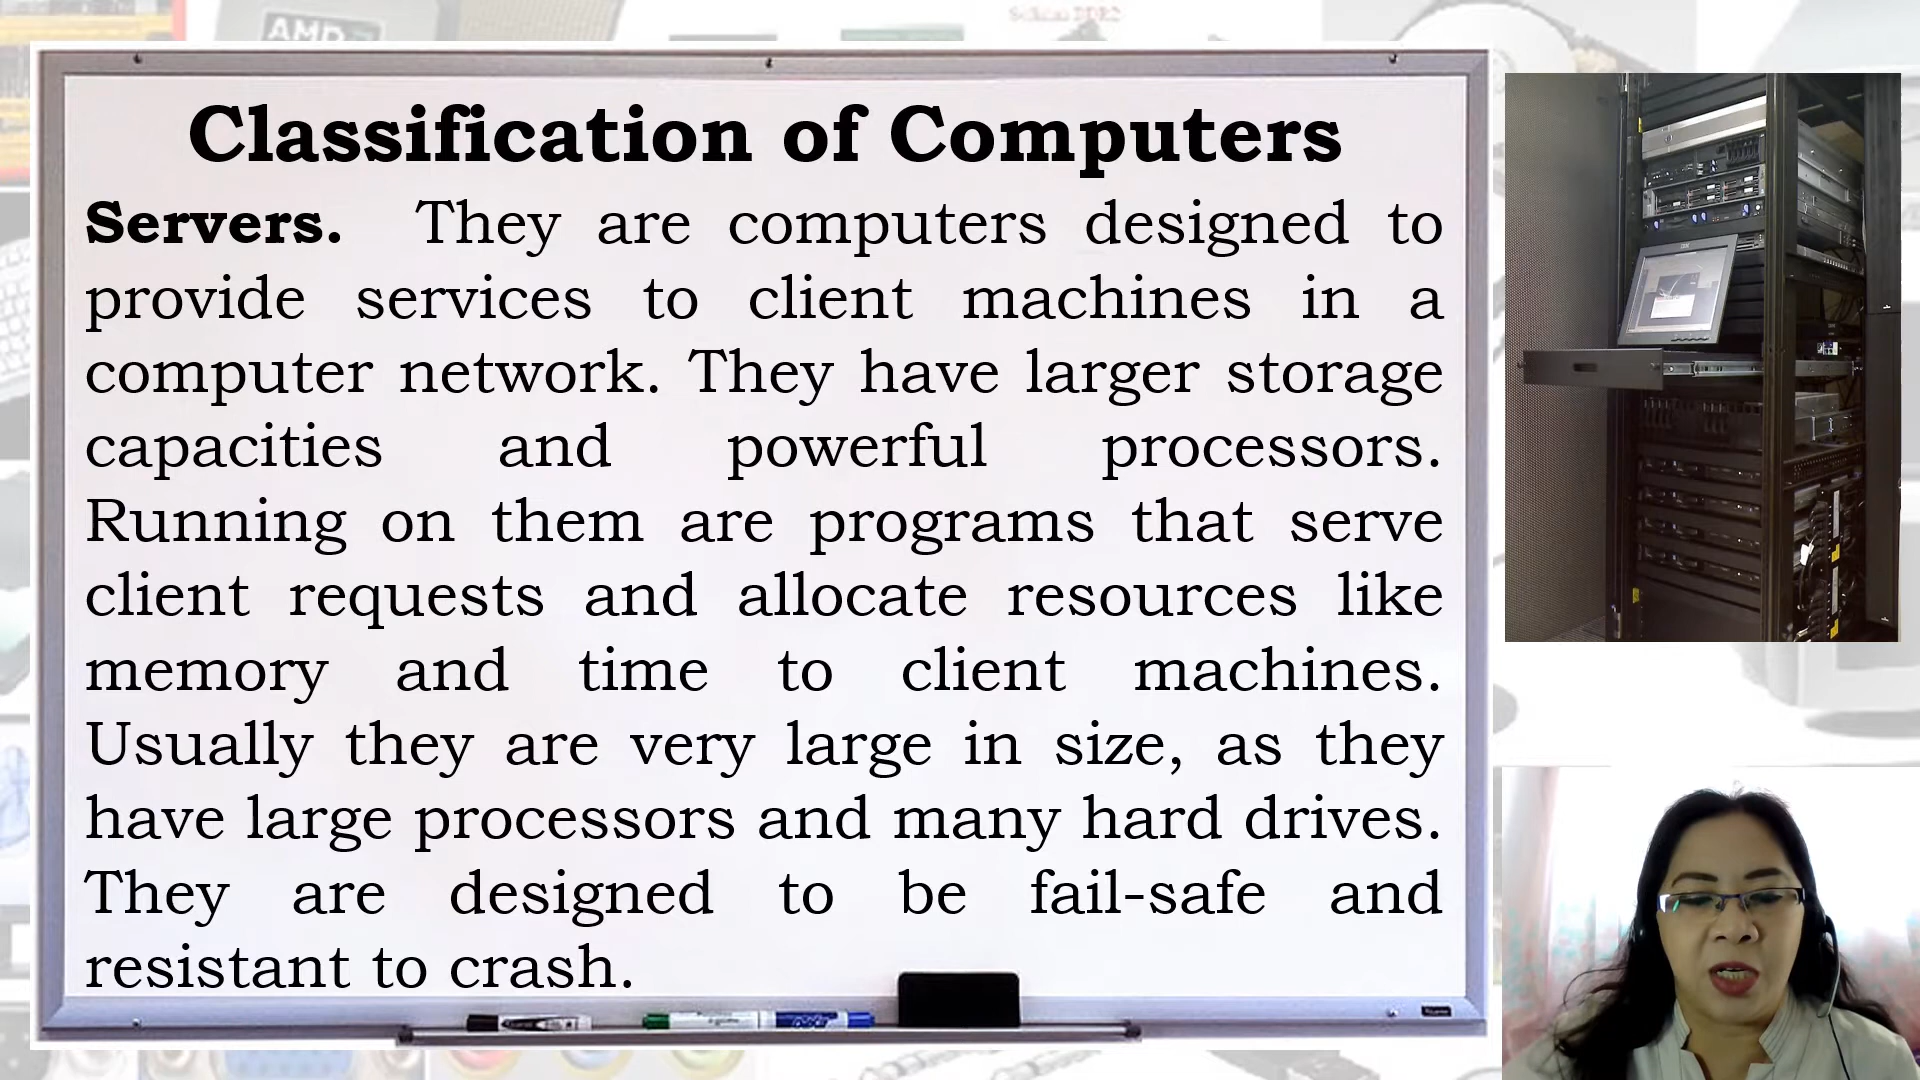 AMD
Classification of Computers
Servers. They are computers designed to
provide services to client machines in a
computer network. They have larger storage
capacities and powerful processors.
Running on them are programs that serve
client requests and allocate resources like
memory and time to client machines.
Usually they are very large in size, as they
have large processors and many hard drives.
They are designed to be fail-safe and
resistant to crash.